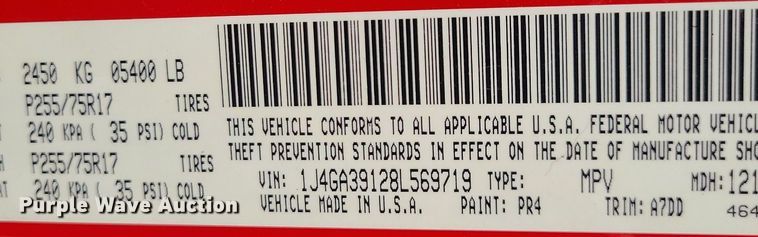 2450 KG 05400 LB
P255/75R17 TIRES
240 KPA ( 35 PSI) COLD
P255/75R17 TIRES
240 KPA ( 35 PSI) COLD
THIS VEHICLE CONFORMS TO ALL APPLICABLE U.S.A. FEDERAL MOTOR VEHICL
THEFT PREVENTION STANDARDS IN EFFECT ON THE DATE OF MANUFACTURE SHO
VIN: 1J4GA39128L569719 TYPE: MPV MDH:121
VEHICLE MADE IN U.S.A. PAINT: PR4 TRIM: A7DD 464
Purple Wave Auction